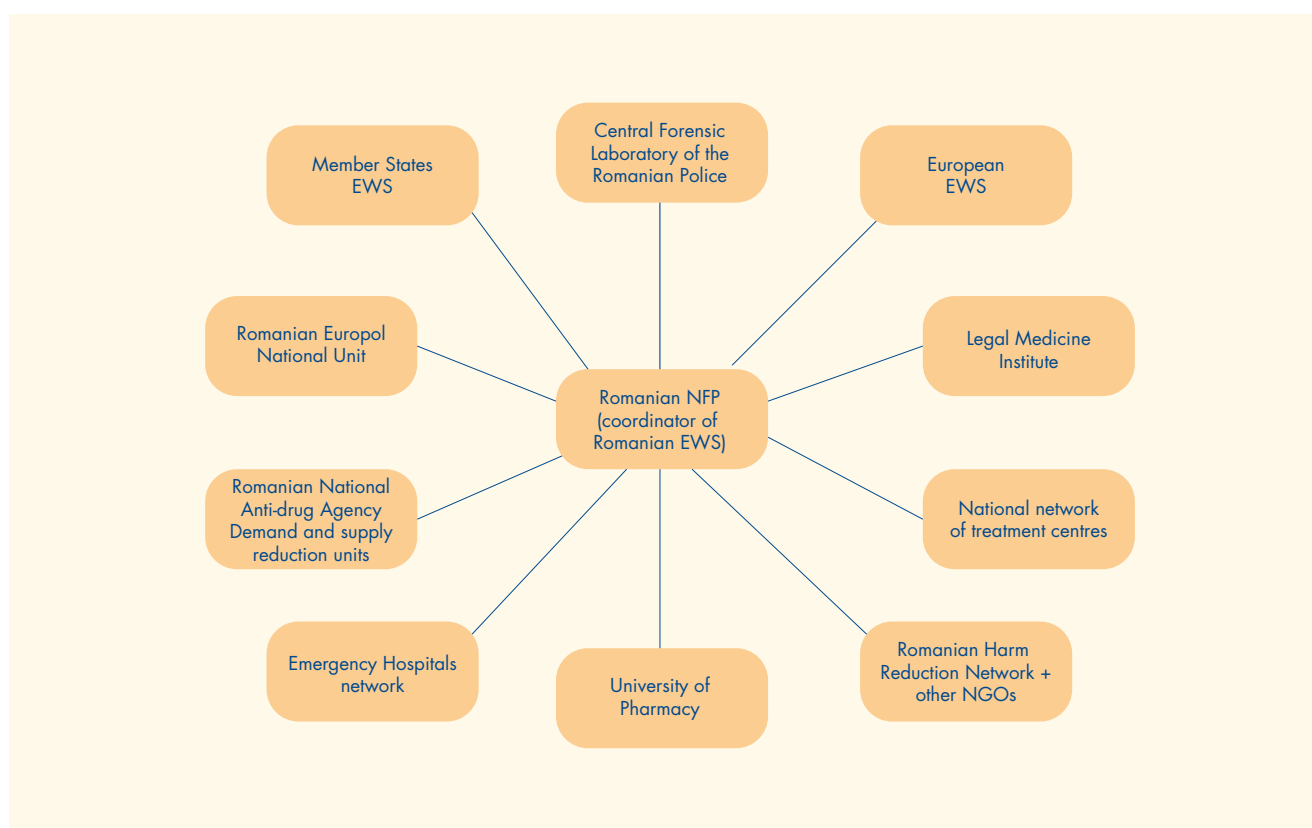 Member States
EWS
Central Forensic
Laboratory of the
Romanian Police
European
EWS
Romanian Europol
National Unit
Legal Medicine
Institute
Romanian NFP
(coordinator of
Romanian EWS)
Romanian National
Anti-drug Agency
Demand and supply
reduction units
National network
of treatment centres
Emergency Hospitals
network
University of
Pharmacy
Romanian Harm
Reduction Network +
other NGOs